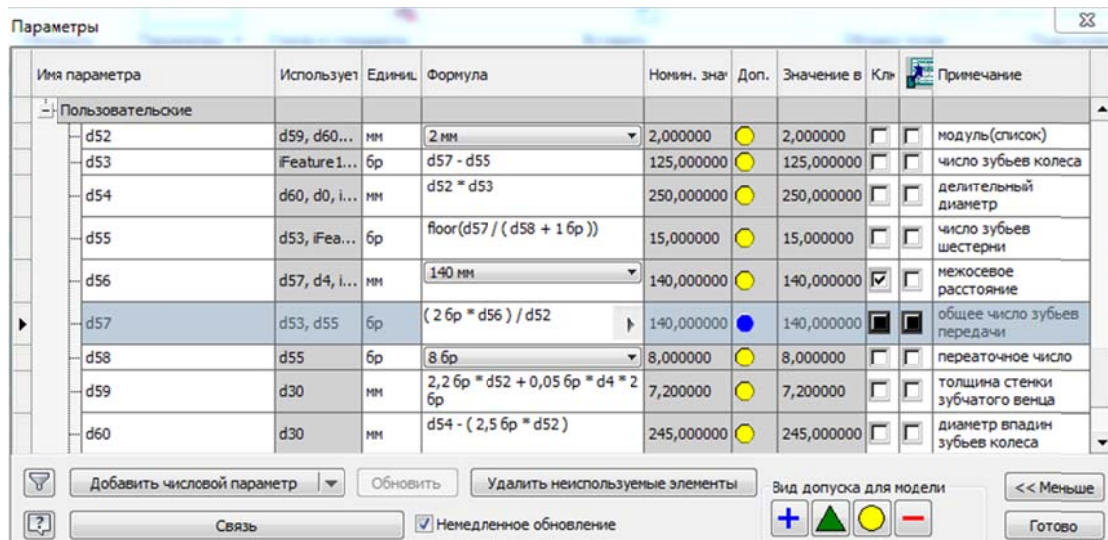 Параметры
Имя параметра Использует Единиц Формула Номин. знач Доп. Значение в Клю Примечание
Пользовательские
d52 d59, d60... мм 2 мм 2,000000 2,000000 модуль(список)
d53 iFeature1... бр d57 - d55 125,000000 125,000000 число зубьев колеса
d54 d60, d0, i... мм d52 * d53 250,000000 250,000000 делительный
диаметр
d55 d53, iFea... бр floor(d57 / ( d58 + 1 бр )) 15,000000 15,000000 число зубьев
шестерни
d56 d57, d4, i... мм 140 мм 140,000000 140,000000 межосевое
расстояние
d57 d53, d55 бр ( 2 бр * d56 ) / d52 140,000000 140,000000 общее число зубьев
передачи
d58 d55 бр 8 бр 8,000000 8,000000 переаточное число
d59 d30 мм 2,2 бр * d52 + 0,05 бр * d4 * 2
бр 7,200000 7,200000 толщина стенки
зубчатого венца
d60 d30 мм d54 - ( 2,5 бр * d52 ) 245,000000 245,000000 диаметр впадин
зубьев колеса
Добавить числовой параметр Обновить Удалить неиспользуемые элементы Вид допуска для модели << Меньше
Связь Немедленное обновление Готово